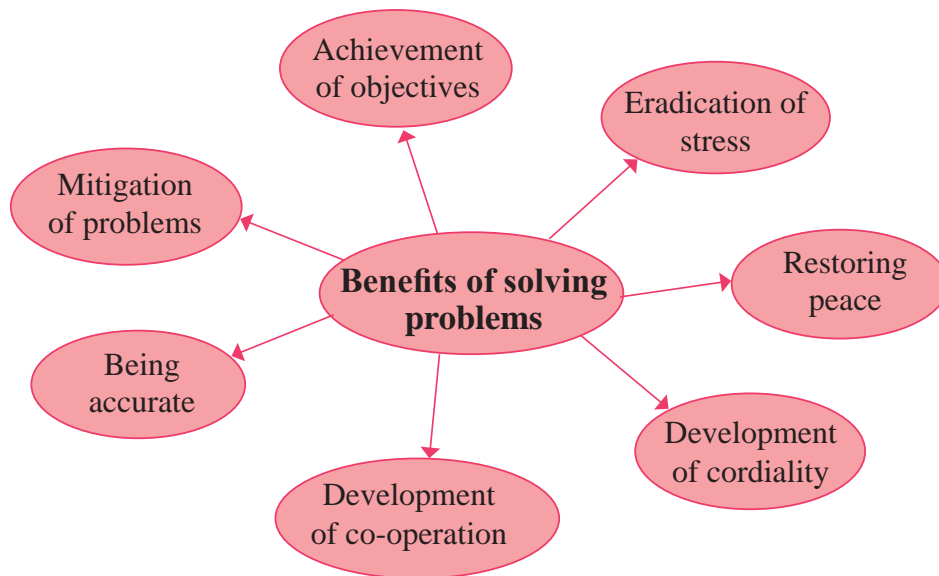 Achievement
of objectives
Eradication of
stress
Mitigation
of problems
Benefits of solving
problems
Restoring
peace
Being
accurate
Development
of cordiality
Development
of co-operation